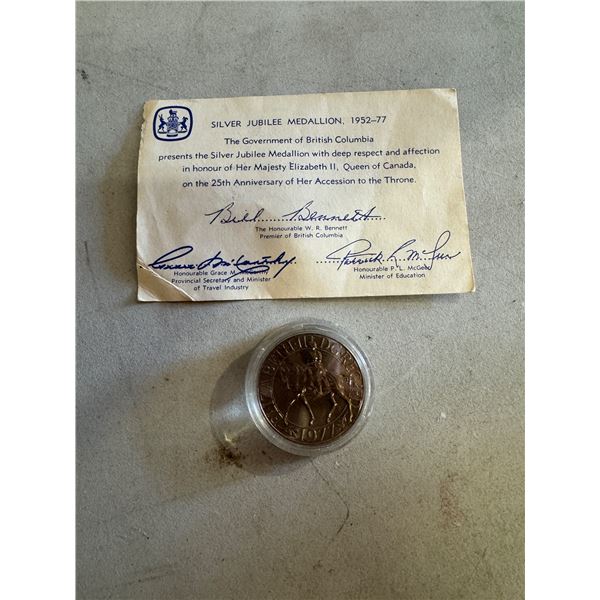 SILVER JUBILEE MEDALLION, 1952–77
The Government of British Columbia
presents the Silver Jubilee Medallion with deep respect and affection
in honour of Her Majesty Elizabeth II, Queen of Canada,
on the 25th Anniversary of Her Accession to the Throne.
Bill Bennett
The Honourable W. R. Bennett
Premier of British Columbia
Honourable Grace M.
Provincial Secretary and Minister
of Travel Industry
Honourable P. L. McGeer
Minister of Education
1977